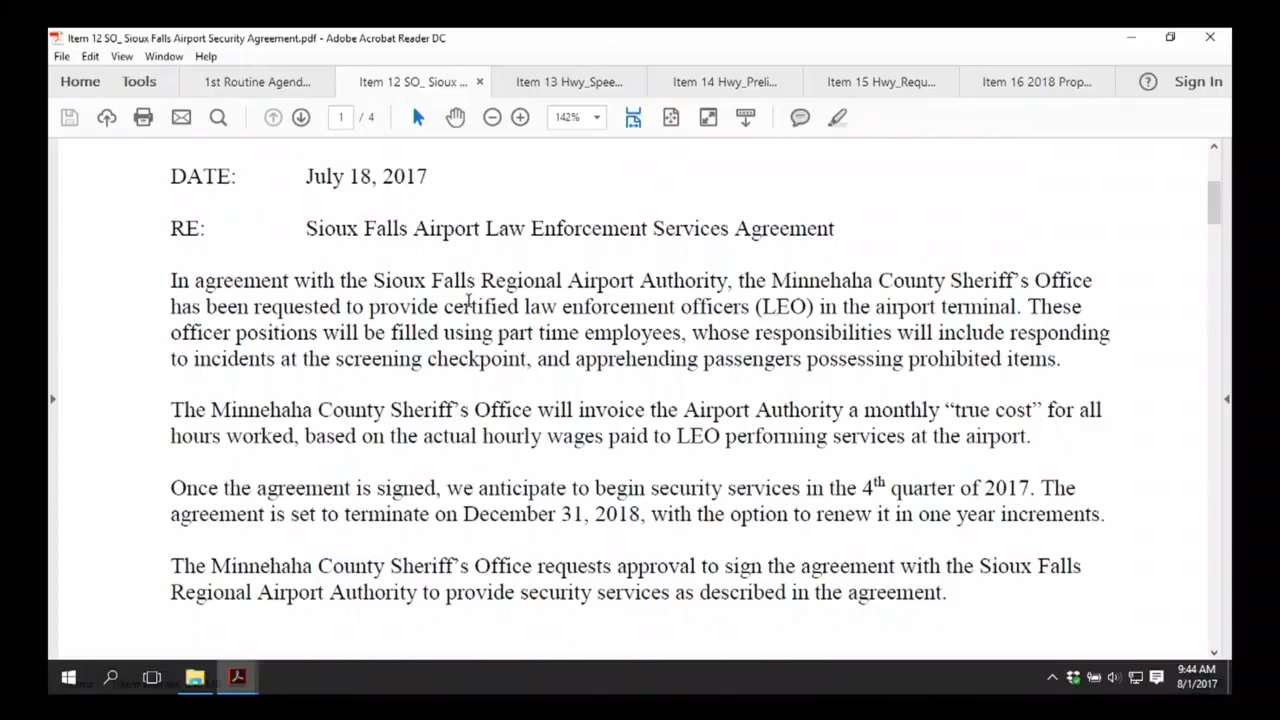 Item 12 SO_ Sioux Falls Airport Security Agreement.pdf - Adobe Acrobat Reader DC
File Edit View Window Help
Home Tools 1st Routine Agend... Item 12 SO_ Sioux ... × Item 13 Hwy_Spee... Item 14 Hwy_Preli... Item 15 Hwy_Requ... Item 16 2018 Prop... Sign In
1 / 4 142%
DATE: July 18, 2017
RE: Sioux Falls Airport Law Enforcement Services Agreement
In agreement with the Sioux Falls Regional Airport Authority, the Minnehaha County Sheriff’s Office
has been requested to provide certified law enforcement officers (LEO) in the airport terminal. These
officer positions will be filled using part time employees, whose responsibilities will include responding
to incidents at the screening checkpoint, and apprehending passengers possessing prohibited items.
The Minnehaha County Sheriff’s Office will invoice the Airport Authority a monthly “true cost” for all
hours worked, based on the actual hourly wages paid to LEO performing services at the airport.
Once the agreement is signed, we anticipate to begin security services in the 4th quarter of 2017. The
agreement is set to terminate on December 31, 2018, with the option to renew it in one year increments.
The Minnehaha County Sheriff’s Office requests approval to sign the agreement with the Sioux Falls
Regional Airport Authority to provide security services as described in the agreement.
9:44 AM
8/1/2017